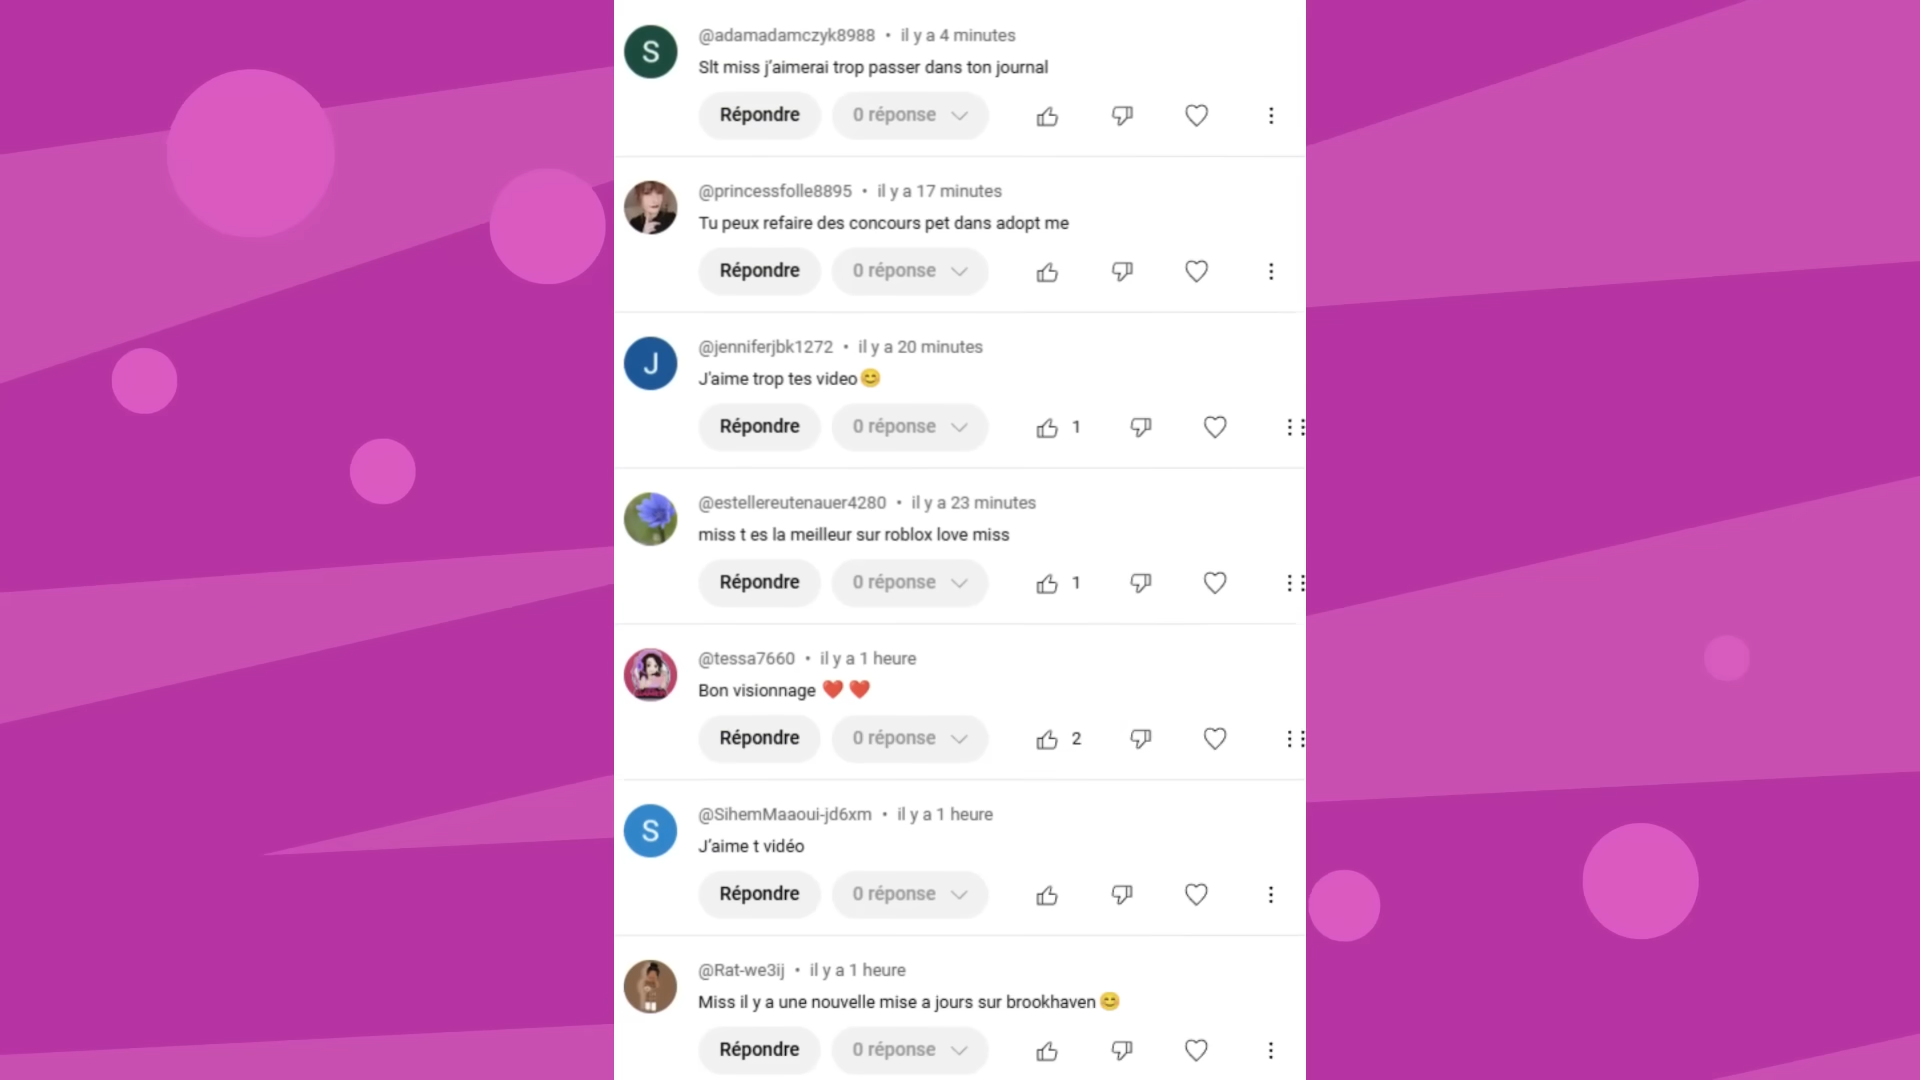 S
@adamadamczyk8988 • il y a 4 minutes
Slt miss j'aimerai trop passer dans ton journal
Répondre 0 réponse
@princessfolle8895 • il y a 17 minutes
Tu peux refaire des concours pet dans adopt me
Répondre 0 réponse
J
@jenniferjbk1272 • il y a 20 minutes
J'aime trop tes video😊
Répondre 0 réponse 1
@estellereutenauer4280 • il y a 23 minutes
miss t es la meilleur sur roblox love miss
Répondre 0 réponse 1
@tessa7660 • il y a 1 heure
Bon visionnage ❤️ ❤️
Répondre 0 réponse 2
S
@SihemMaaoui-jd6xm • il y a 1 heure
J'aime t vidéo
Répondre 0 réponse
@Rat-we3ij • il y a 1 heure
Miss il y a une nouvelle mise a jours sur brookhaven😊
Répondre 0 réponse